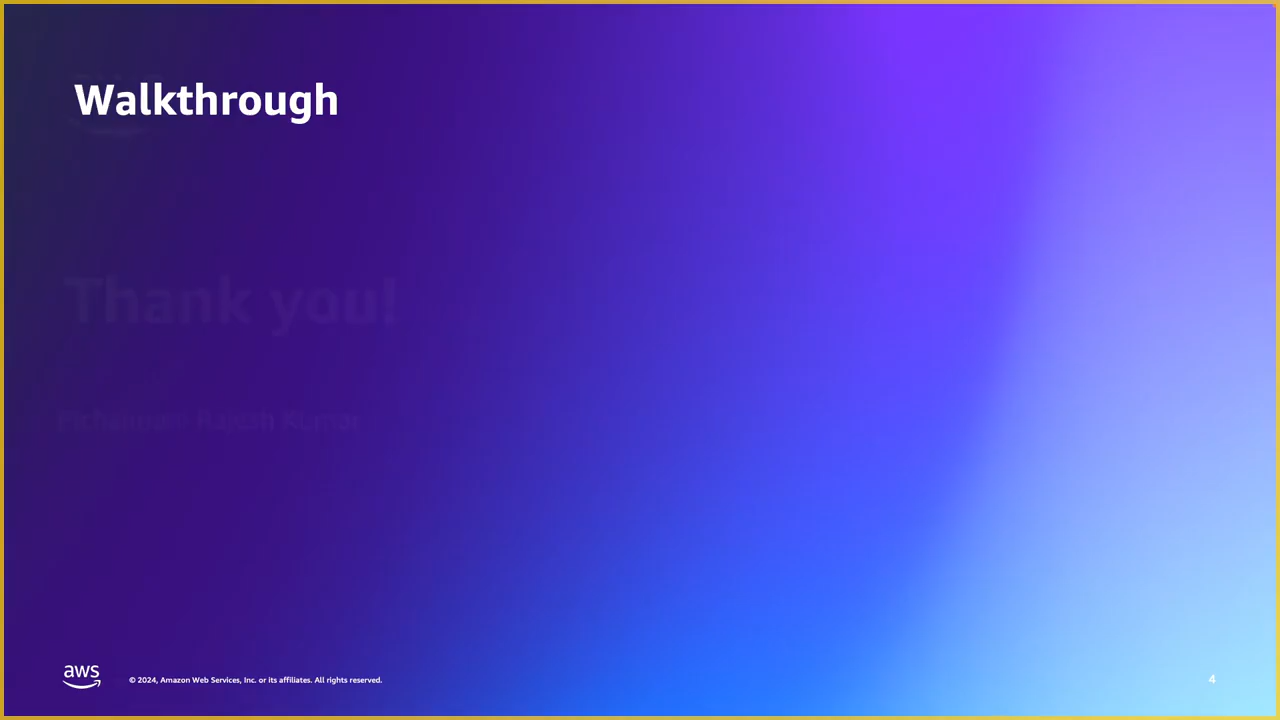 Walkthrough
Thank you!
aws
© 2024, Amazon Web Services, Inc. or its affiliates. All rights reserved.
4